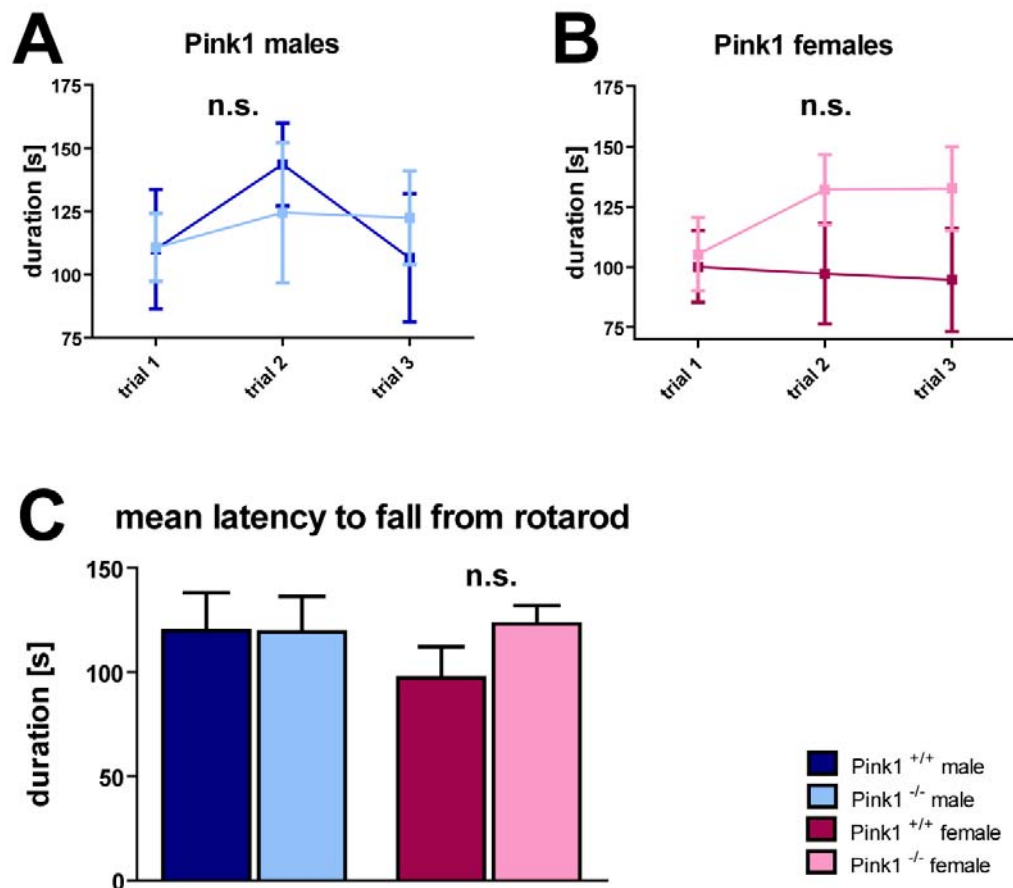 A
Pink1 males
n.s.
duration [s]
175
150
125
100
75
trial 1
trial 2
trial 3
B
Pink1 females
n.s.
duration [s]
175
150
125
100
75
trial 1
trial 2
trial 3
C
mean latency to fall from rotarod
n.s.
duration [s]
150
100
50
0
Pink1 +/+ male
Pink1 -/- male
Pink1 +/+ female
Pink1 -/- female